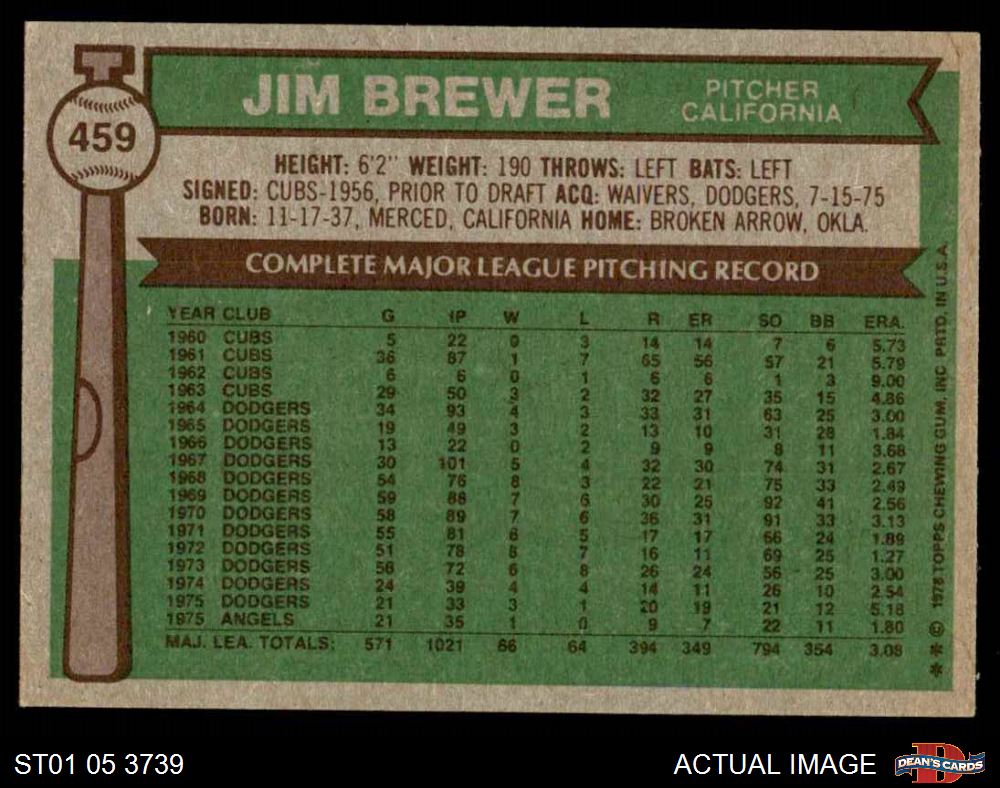 JIM BREWER
PITCHER
CALIFORNIA
459
HEIGHT: 6'2" WEIGHT: 190 THROWS: LEFT BATS: LEFT
SIGNED: CUBS-1956, PRIOR TO DRAFT ACQ: WAIVERS, DODGERS, 7-15-75
BORN: 11-17-37, MERCED, CALIFORNIA HOME: BROKEN ARROW, OKLA.
COMPLETE MAJOR LEAGUE PITCHING RECORD
YEAR CLUB G IP W L R ER SO BB ERA.
1960 CUBS 5 22 0 3 14 14 7 6 5.73
1961 CUBS 36 87 1 7 65 56 57 21 5.79
1962 CUBS 6 6 0 1 6 6 1 3 9.00
1963 CUBS 29 50 3 2 32 27 35 15 4.86
1964 DODGERS 34 93 4 3 33 31 63 25 3.00
1965 DODGERS 19 49 3 2 13 10 31 28 1.84
1966 DODGERS 13 22 0 2 9 9 8 11 3.68
1967 DODGERS 30 101 5 4 32 30 74 31 2.67
1968 DODGERS 54 76 8 3 22 21 75 33 2.49
1969 DODGERS 59 88 7 6 30 25 92 41 2.56
1970 DODGERS 58 89 7 6 36 31 91 33 3.13
1971 DODGERS 55 81 6 5 17 17 66 24 1.89
1972 DODGERS 51 78 8 7 16 11 69 25 1.27
1973 DODGERS 56 72 6 8 26 24 56 25 3.00
1974 DODGERS 24 39 4 4 14 11 26 10 2.54
1975 DODGERS 21 33 3 1 20 19 21 12 5.18
1975 ANGELS 21 35 1 0 9 7 22 11 1.80
MAJ. LEA. TOTALS: 571 1021 66 64 394 349 794 354 3.08
** © 1976 TOPPS CHEWING GUM, INC PRTD. IN U.S.A.
ST01 05 3739
ACTUAL IMAGE
DEAN'S CARDS